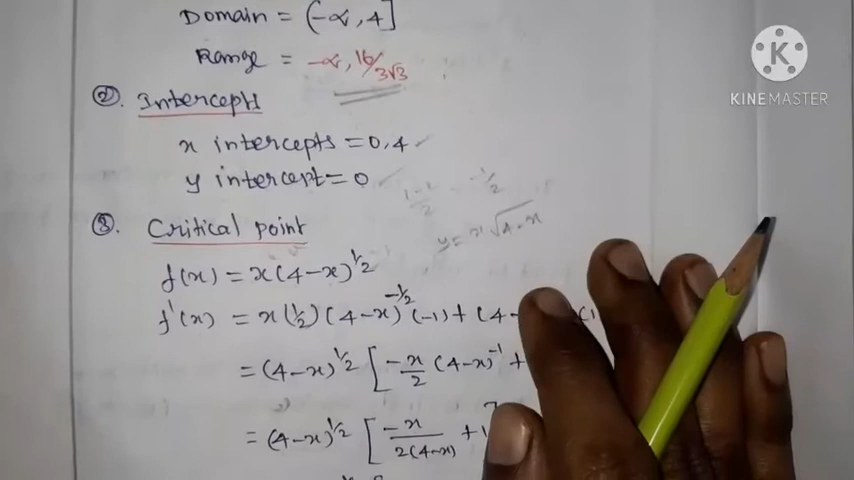 Domain = (-∞, 4]
Range = -∞, 16/3√3
KINEMASTER
②. Intercepts
x intercepts = 0, 4
y intercept = 0
③. Critical point
y = x √4-x
f(x) = x(4-x)^1/2
f'(x) = x(1/2)(4-x)^-1/2 (-1) + (4-
= (4-x)^1/2 [-x/2 (4-x)^-1 +
= (4-x)^1/2 [-x/2(4-x) + 1